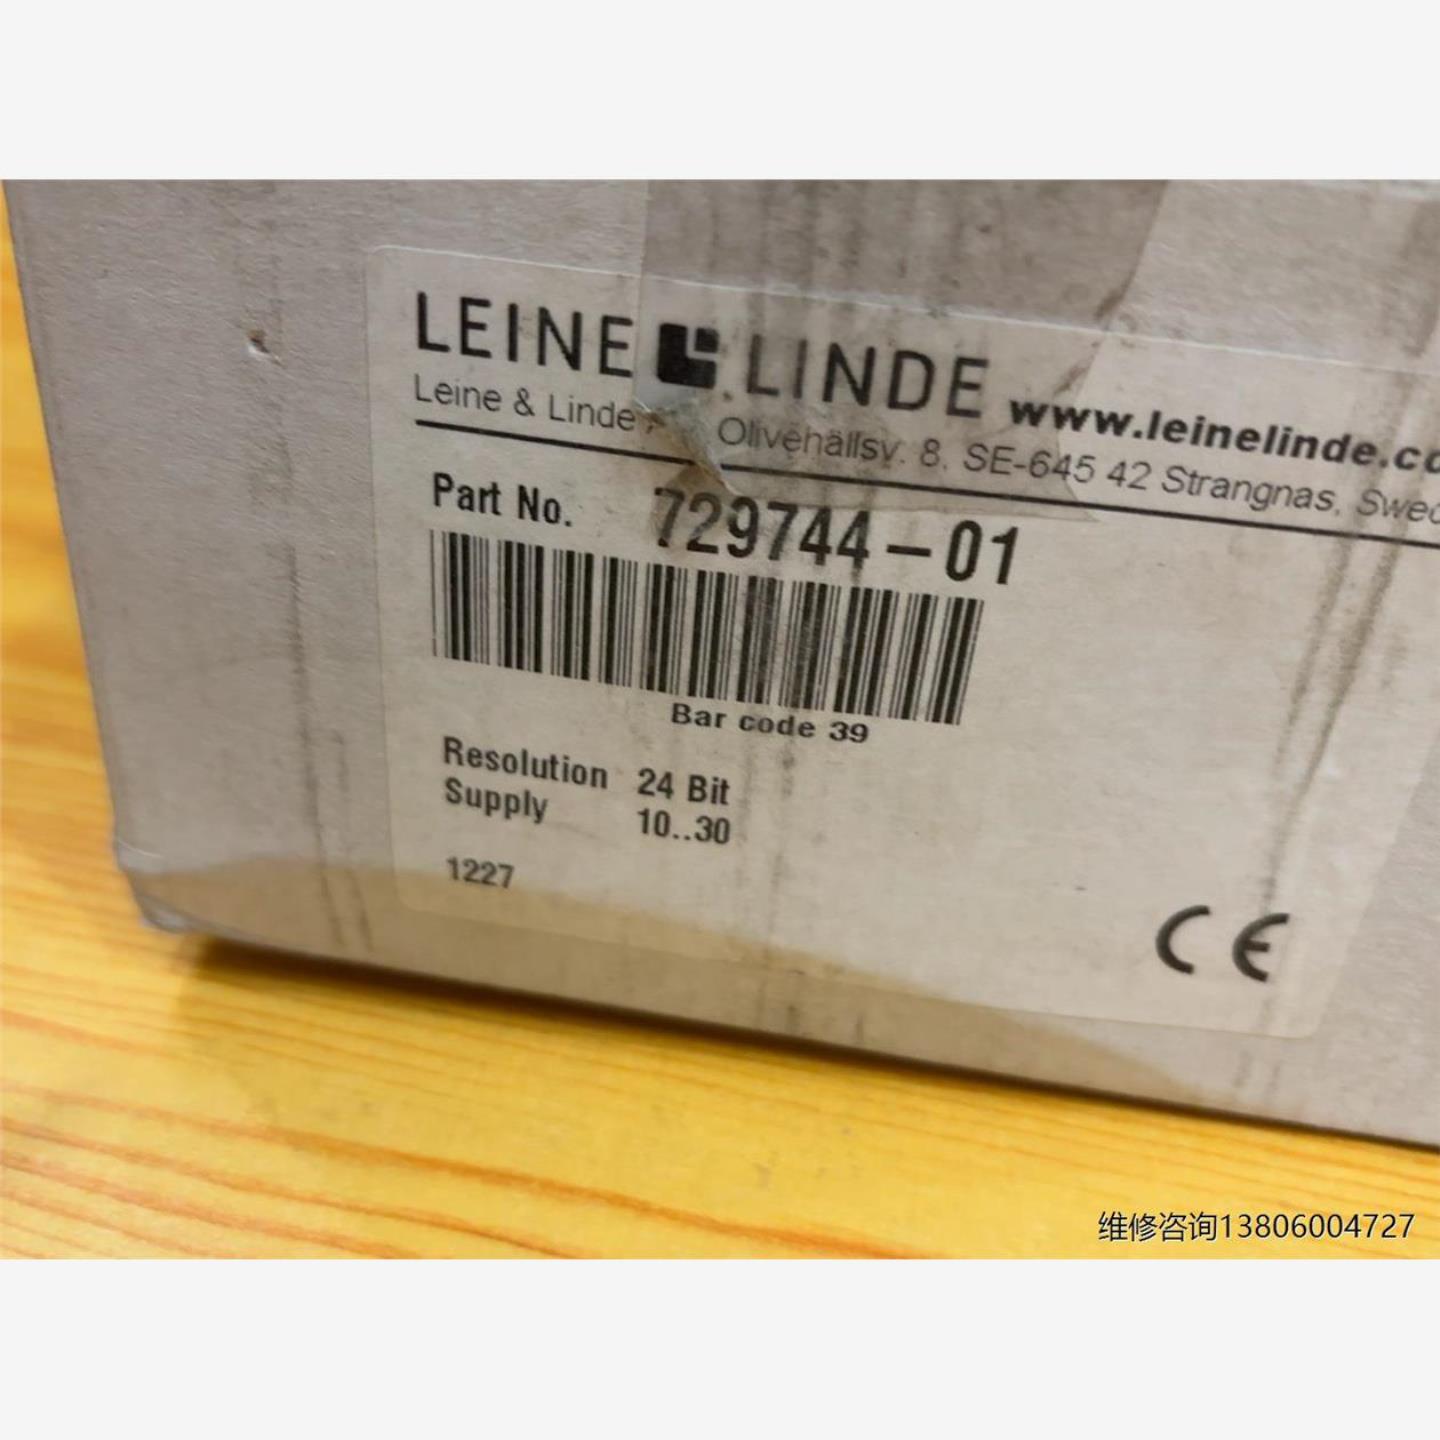 LEINE LINDE www.leinelinde.co
Leine & Linde Olivehällsv. 8, SE-645 42 Strangnas, Swed
Part No. 729744-01
Bar code 39
Resolution 24 Bit
Supply 10..30
1227
CE
维修咨询13806004727